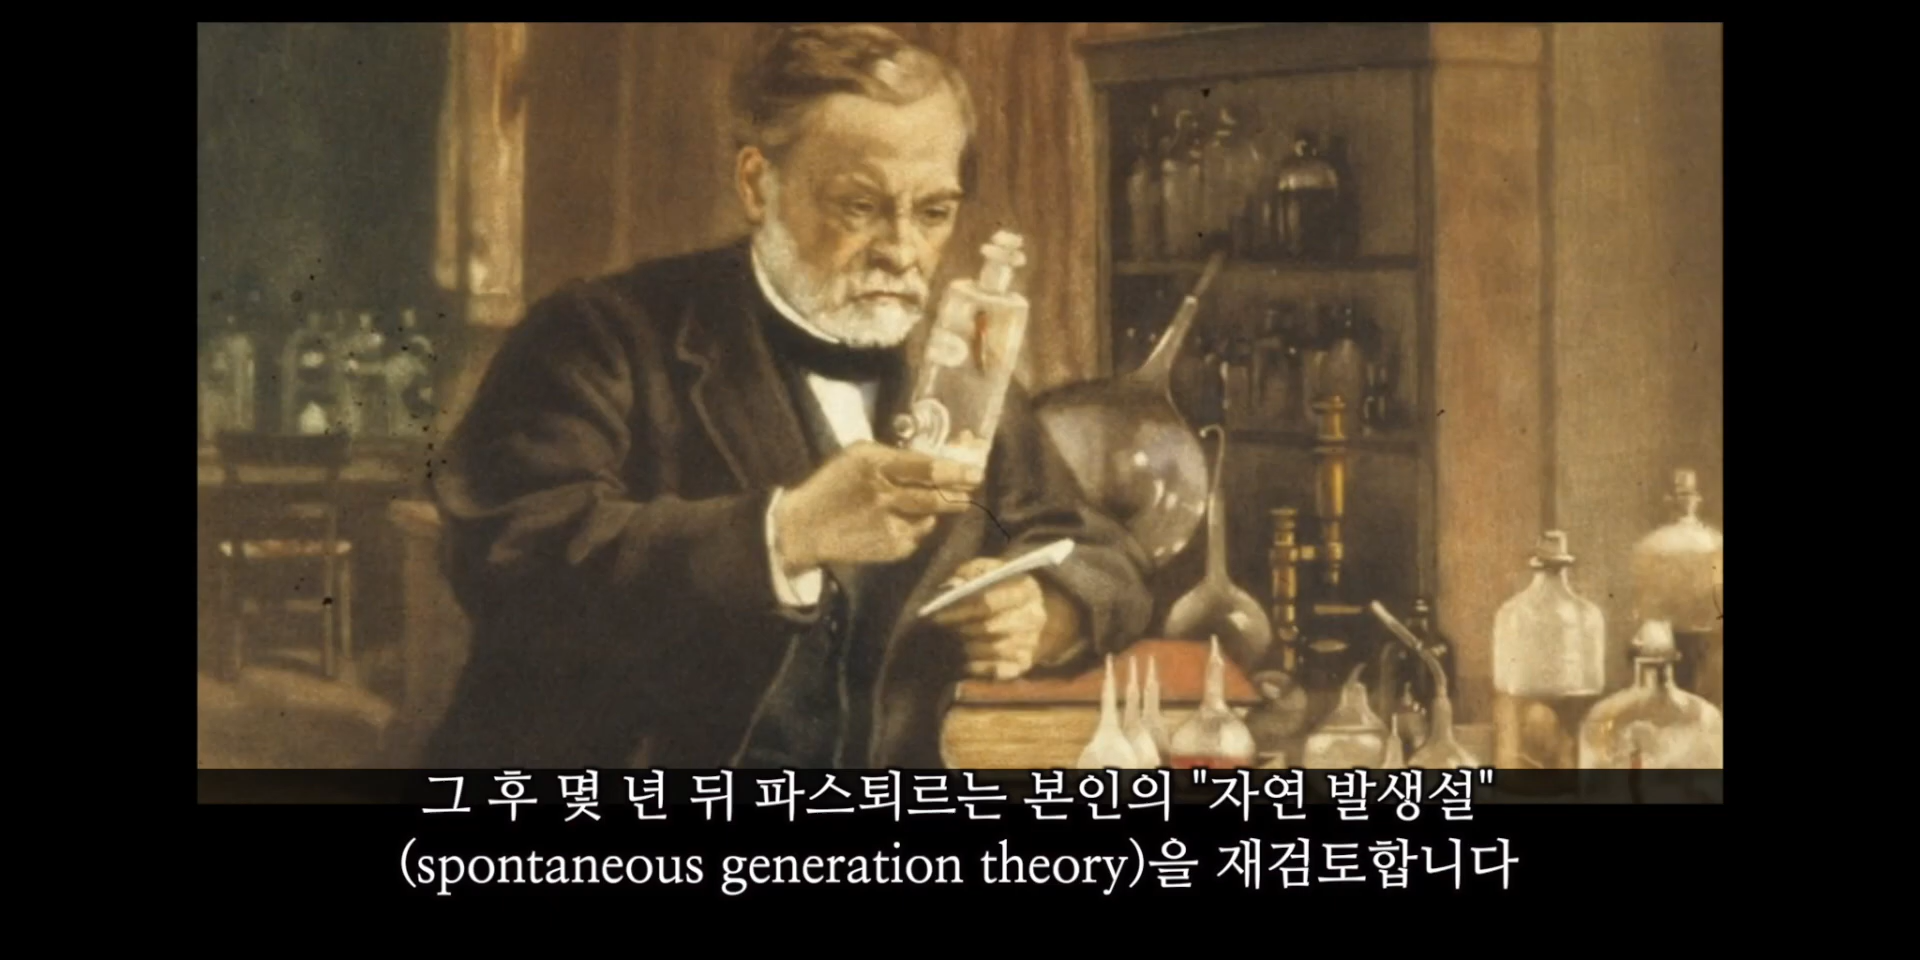 그 후 몇 년 뒤 파스퇴르는 본인의 "자연 발생설"
(spontaneous generation theory)을 재검토합니다